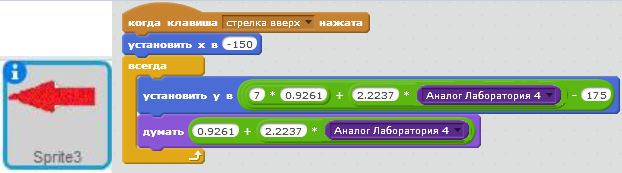 когда клавиша стрелка вверх нажата
установить x в -150
всегда
установить y в 7 * 0.9261 + 2.2237 * Аналог Лаборатория 4 - 175
думать 0.9261 + 2.2237 * Аналог Лаборатория 4
i
Sprite3